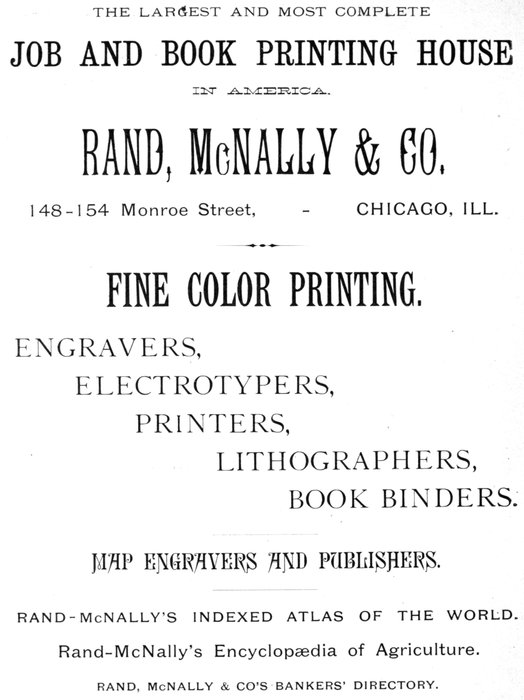 THE LARGEST AND MOST COMPLETE
JOB AND BOOK PRINTING HOUSE
IN AMERICA.
RAND, McNALLY & CO.
148-154 Monroe Street, - CHICAGO, ILL.
FINE COLOR PRINTING.
ENGRAVERS,
ELECTROTYPERS,
PRINTERS,
LITHOGRAPHERS,
BOOK BINDERS.
MAP ENGRAVERS AND PUBLISHERS.
RAND-McNALLY'S INDEXED ATLAS OF THE WORLD.
Rand-McNally's Encyclopædia of Agriculture.
RAND, McNALLY & CO'S BANKERS' DIRECTORY.